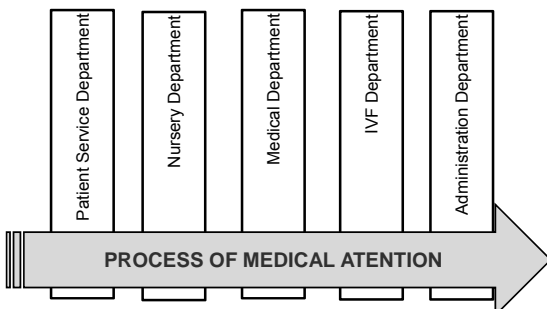 Patient Service Department
Nursery Department
Medical Department
IVF Department
Administration Department
PROCESS OF MEDICAL ATENTION